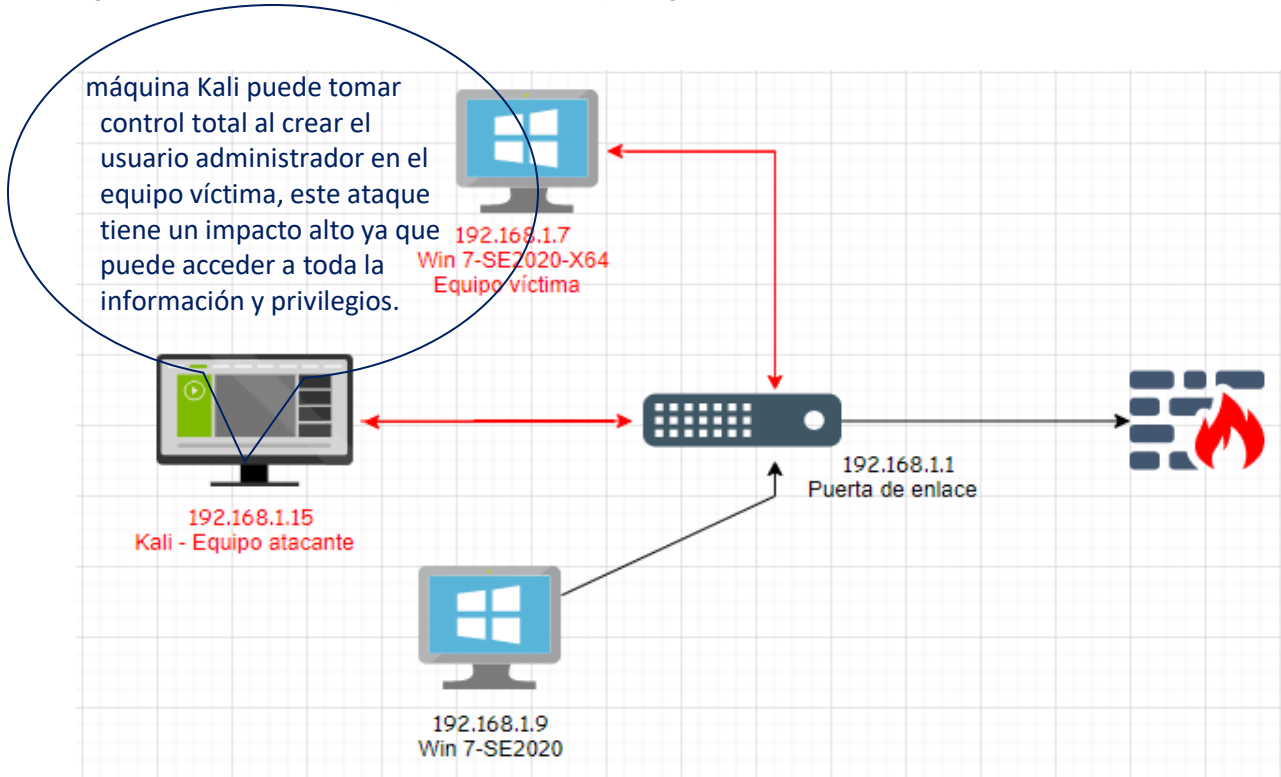 máquina Kali puede tomar
control total al crear el
usuario administrador en el
equipo víctima, este ataque
tiene un impacto alto ya que
puede acceder a toda la
información y privilegios.
192.168.1.7
Win 7-SE2020-X64
Equipo víctima
192.168.1.1
Puerta de enlace
192.168.1.15
Kali - Equipo atacante
192.168.1.9
Win 7-SE2020